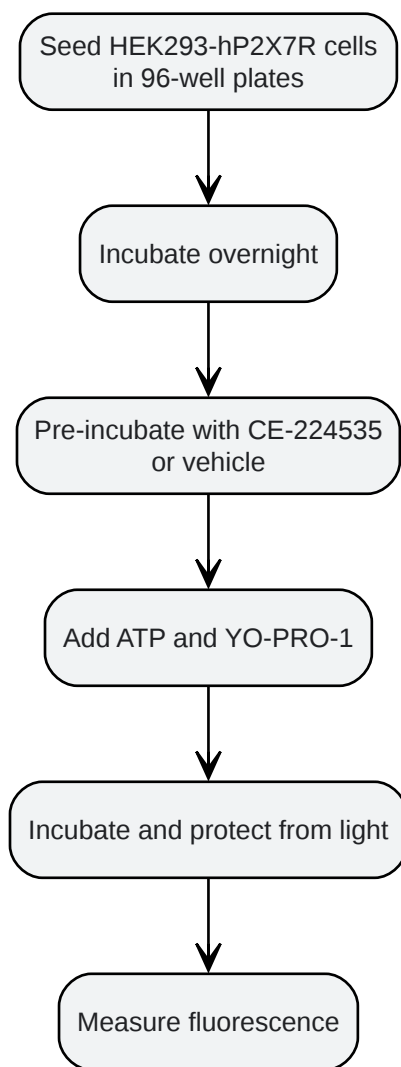 Seed HEK293-hP2X7R cells
in 96-well plates
Incubate overnight
Pre-incubate with CE-224535
or vehicle
Add ATP and YO-PRO-1
Incubate and protect from light
Measure fluorescence